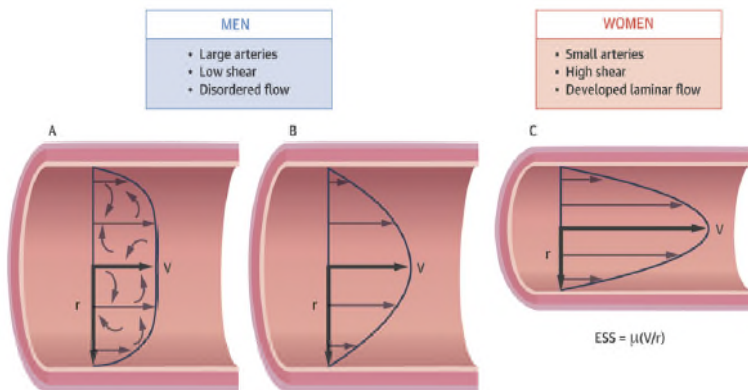 MEN
• Large arteries
• Low shear
• Disordered flow
WOMEN
• Small arteries
• High shear
• Developed laminar flow
A
B
C
V
r
V
r
V
r
ESS = μ(V/r)